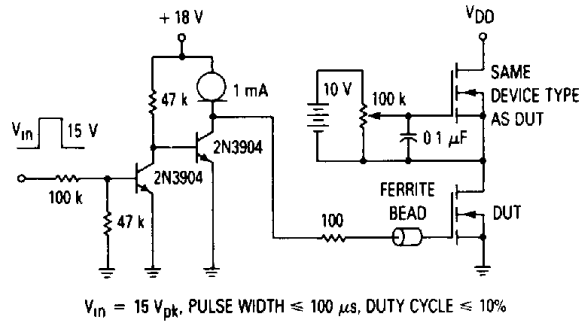 + 18 V
V_DD
47 k
1 mA
10 V
100 k
SAME
DEVICE TYPE
AS DUT
0 1 μF
V_in
15 V
2N3904
2N3904
100 k
47 k
FERRITE
BEAD
100
DUT
V_in = 15 V_pk, PULSE WIDTH ≤ 100 μs, DUTY CYCLE ≤ 10%